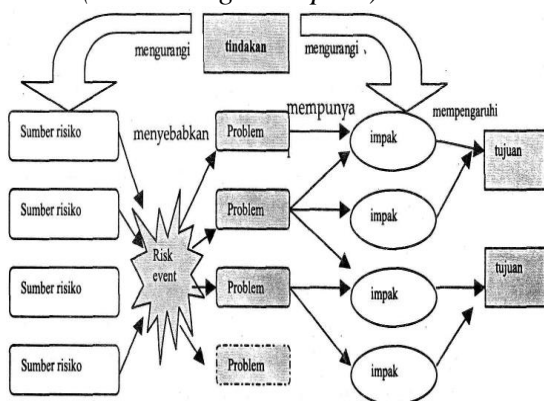 tindakan
mengurangi
mengurangi
Sumber risiko
menyebabkan
Problem
mempunya
impak
mempengaruhi
tujuan
Sumber risiko
Problem
impak
Risk
event
Sumber risiko
Problem
impak
tujuan
Sumber risiko
Problem
impak